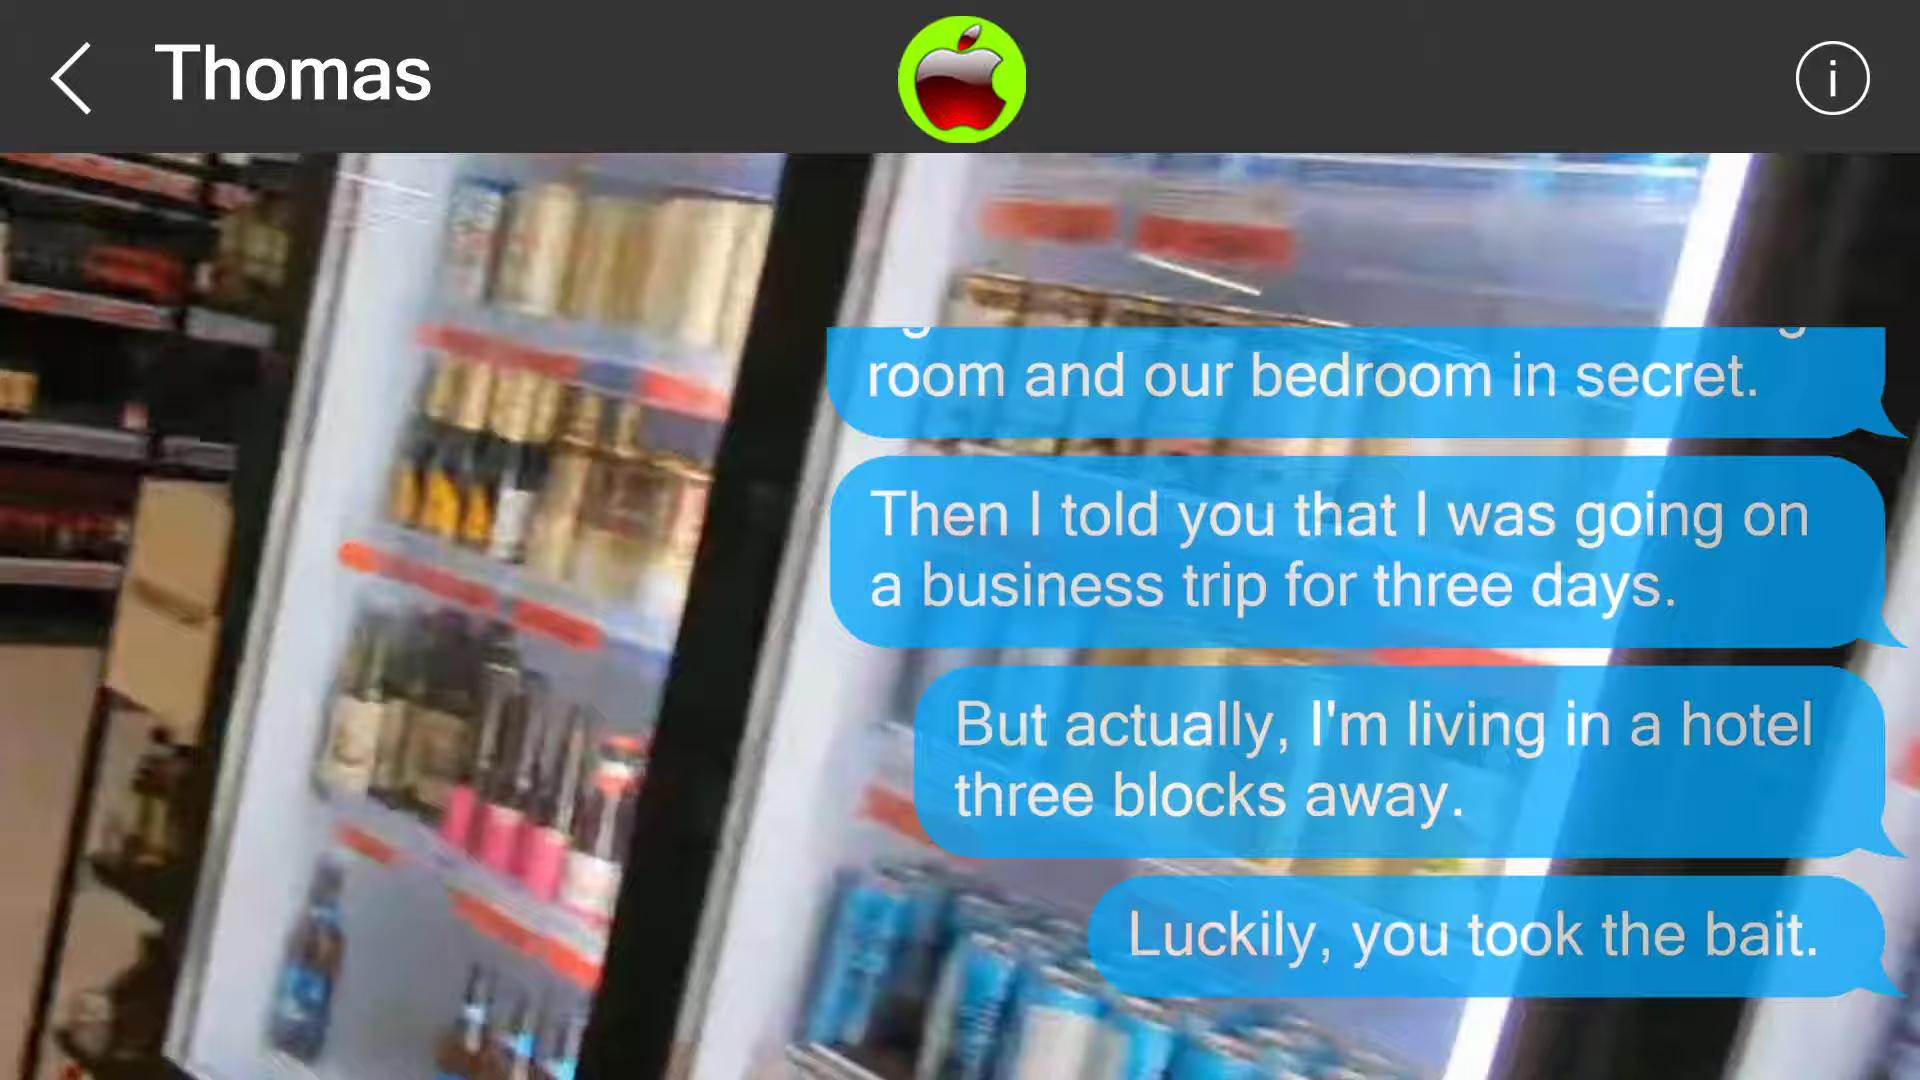 Thomas
room and our bedroom in secret.
Then I told you that I was going on
a business trip for three days.
But actually, I'm living in a hotel
three blocks away.
Luckily, you took the bait.